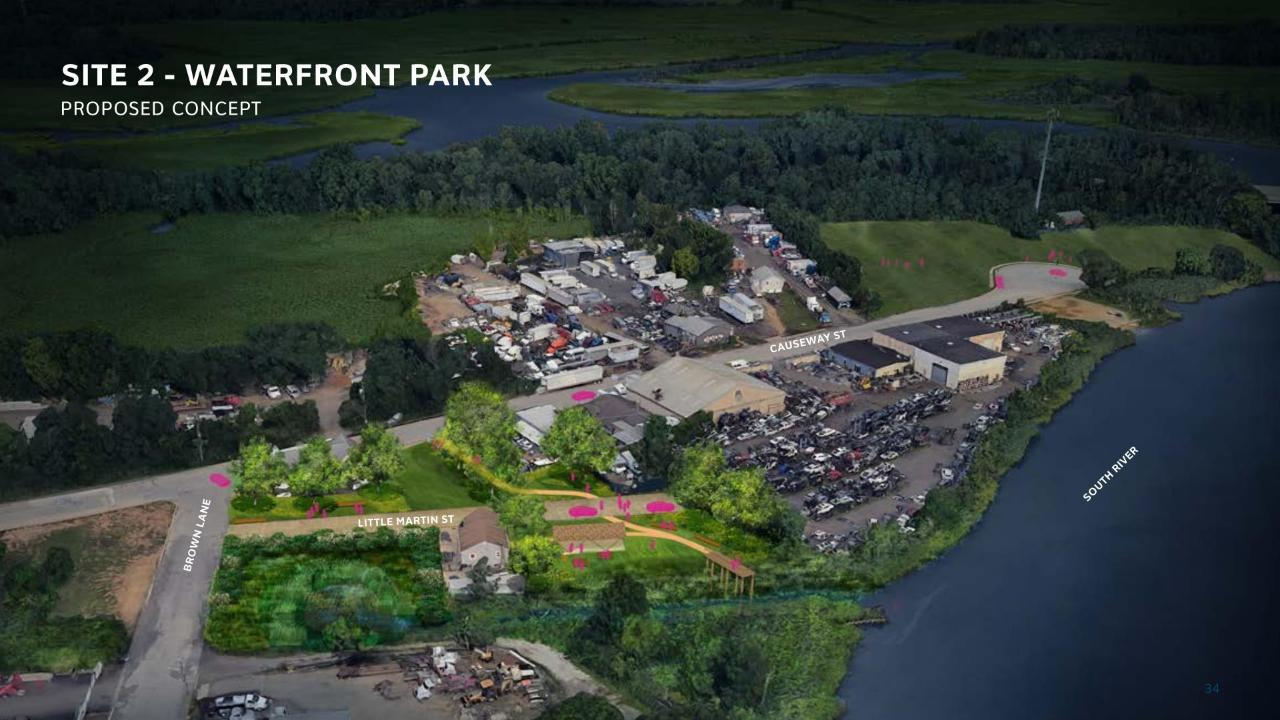 SITE 2 - WATERFRONT PARK
PROPOSED CONCEPT
CAUSEWAY ST
SOUTH RIVER
BROWN LANE
LITTLE MARTIN ST
34